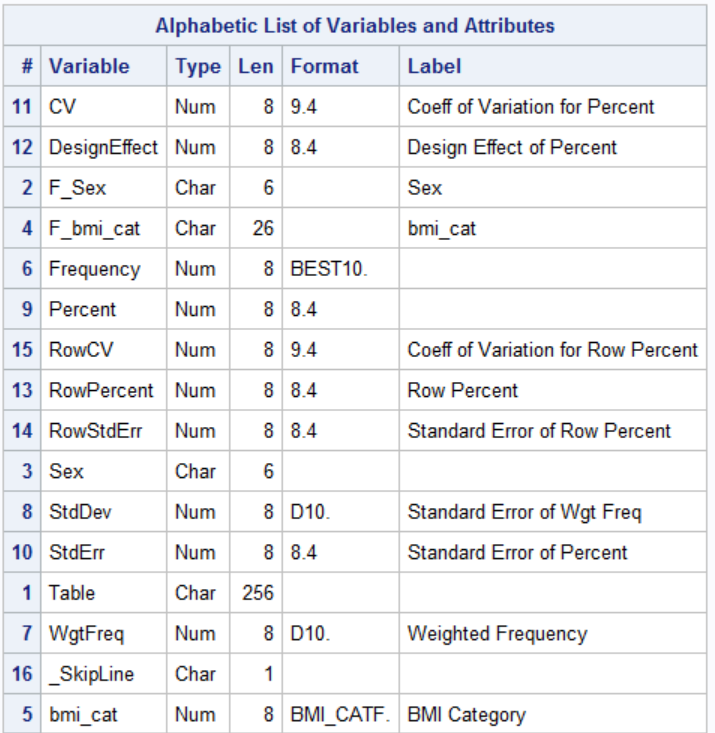 Alphabetic List of Variables and Attributes
# Variable Type Len Format Label
11 CV Num 8 9.4 Coeff of Variation for Percent
12 DesignEffect Num 8 8.4 Design Effect of Percent
2 F_Sex Char 6 Sex
4 F_bmi_cat Char 26 bmi_cat
6 Frequency Num 8 BEST10.
9 Percent Num 8 8.4
15 RowCV Num 8 9.4 Coeff of Variation for Row Percent
13 RowPercent Num 8 8.4 Row Percent
14 RowStdErr Num 8 8.4 Standard Error of Row Percent
3 Sex Char 6
8 StdDev Num 8 D10. Standard Error of Wgt Freq
10 StdErr Num 8 8.4 Standard Error of Percent
1 Table Char 256
7 WgtFreq Num 8 D10. Weighted Frequency
16 _SkipLine Char 1
5 bmi_cat Num 8 BMI_CATF. BMI Category